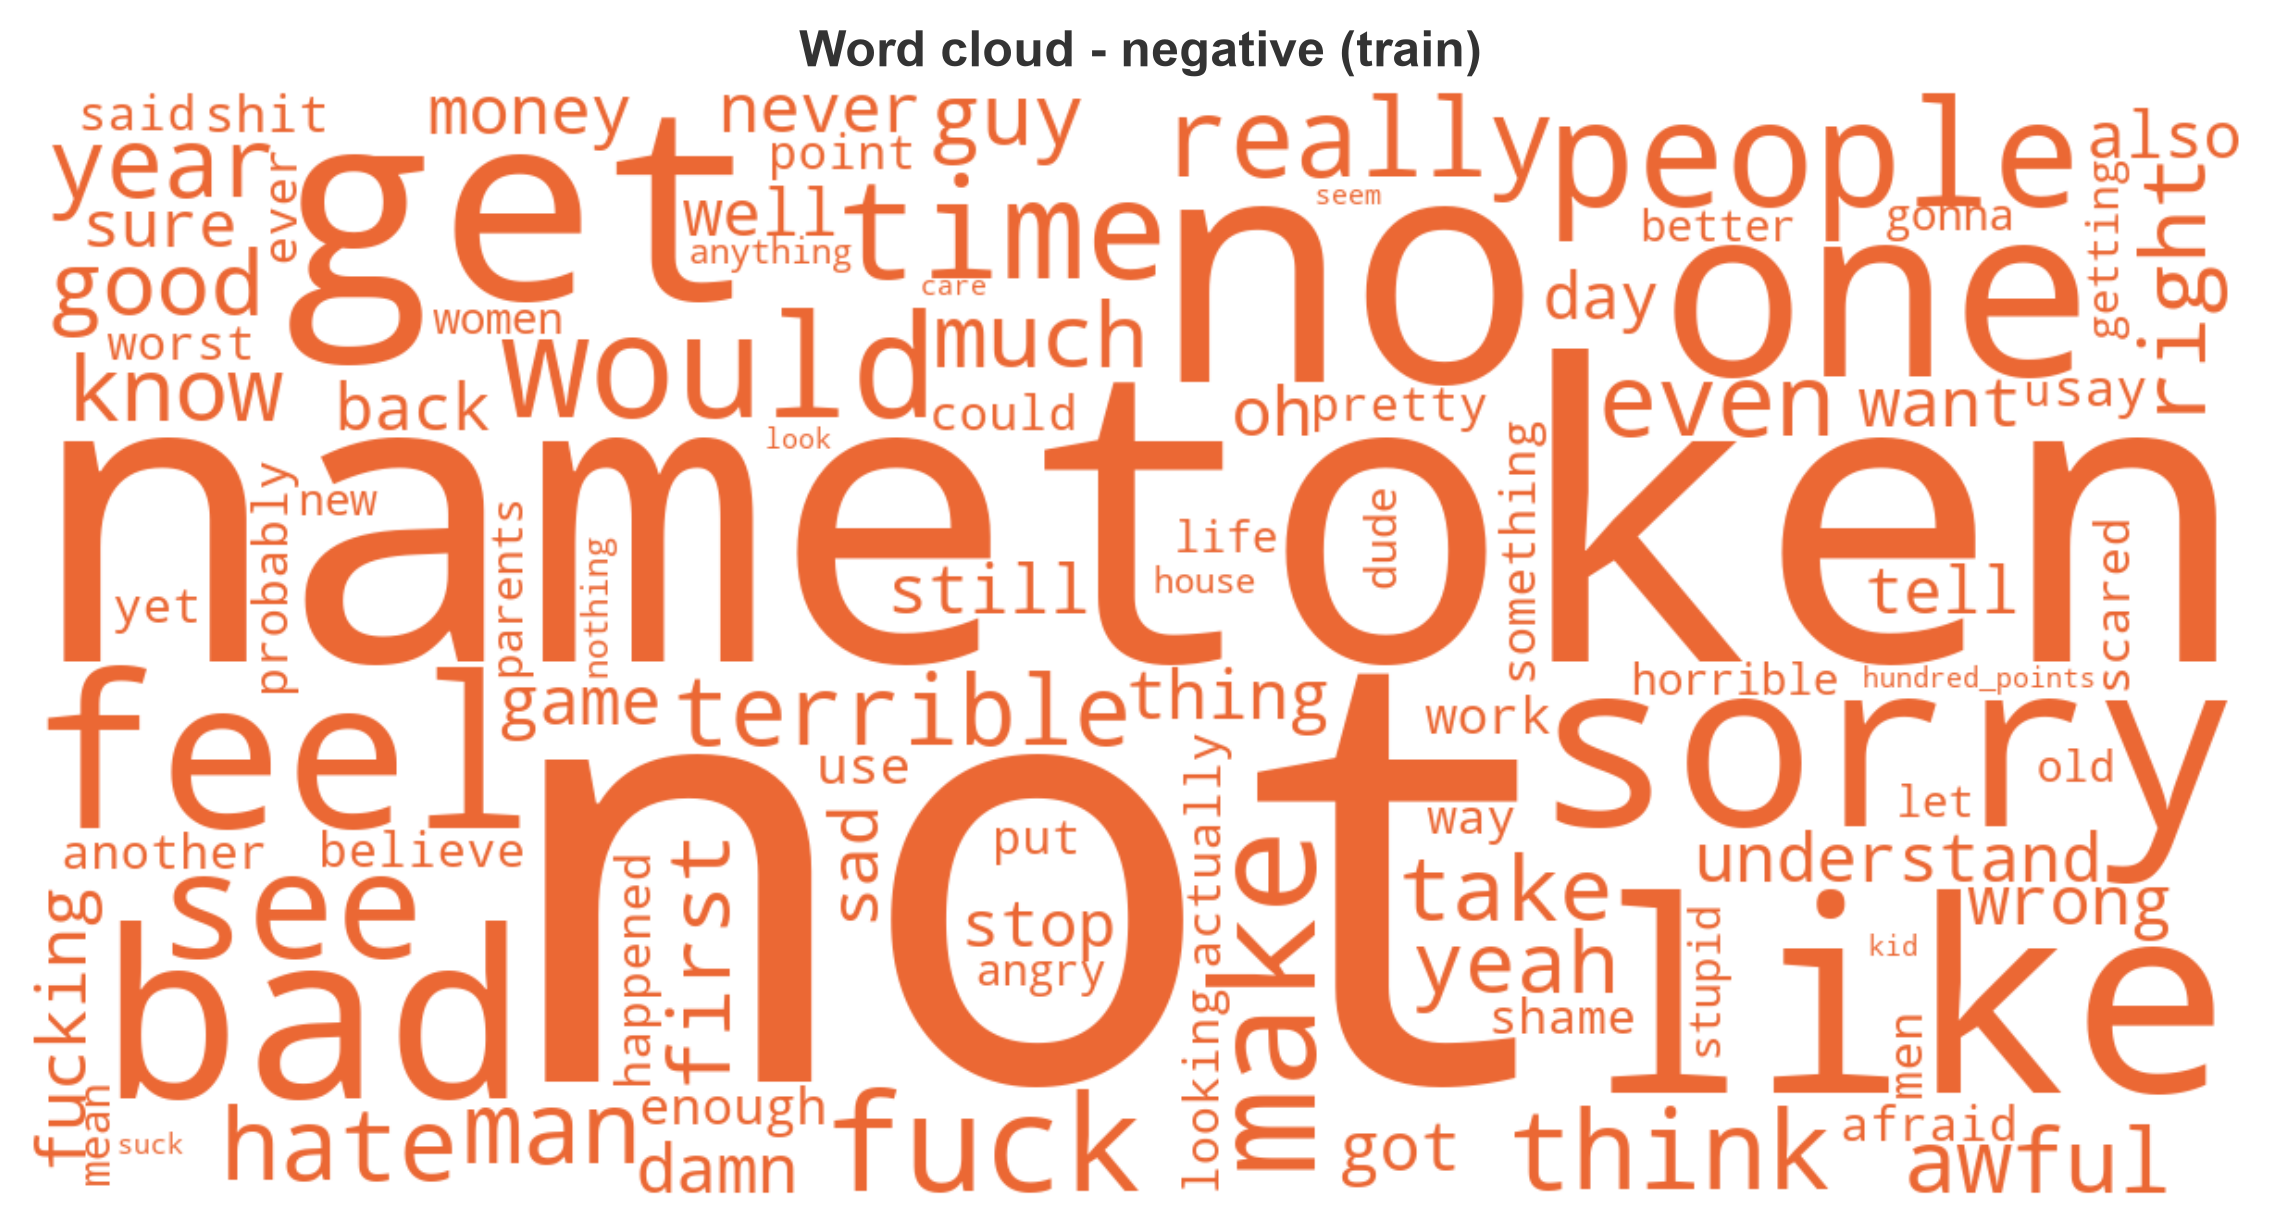 Word cloud - negative (train)
said shit money never guy really people also
year get point time seem better gonna getting right
sure ever well anything no one
good women care day
worst would much
know back could oh pretty even want usay
look
nametoken
probably new parents nothing still life house dude something tell scared
yet
feel game terrible thing horrible hundred_points
work sorry old
use let
not sad put way
another believe actually make take understand
see happened first stop yeah like wrong
fucking bad angry stupid kid
shame men
looking
mean suck hate man enough fuck got think afraid
damn awful